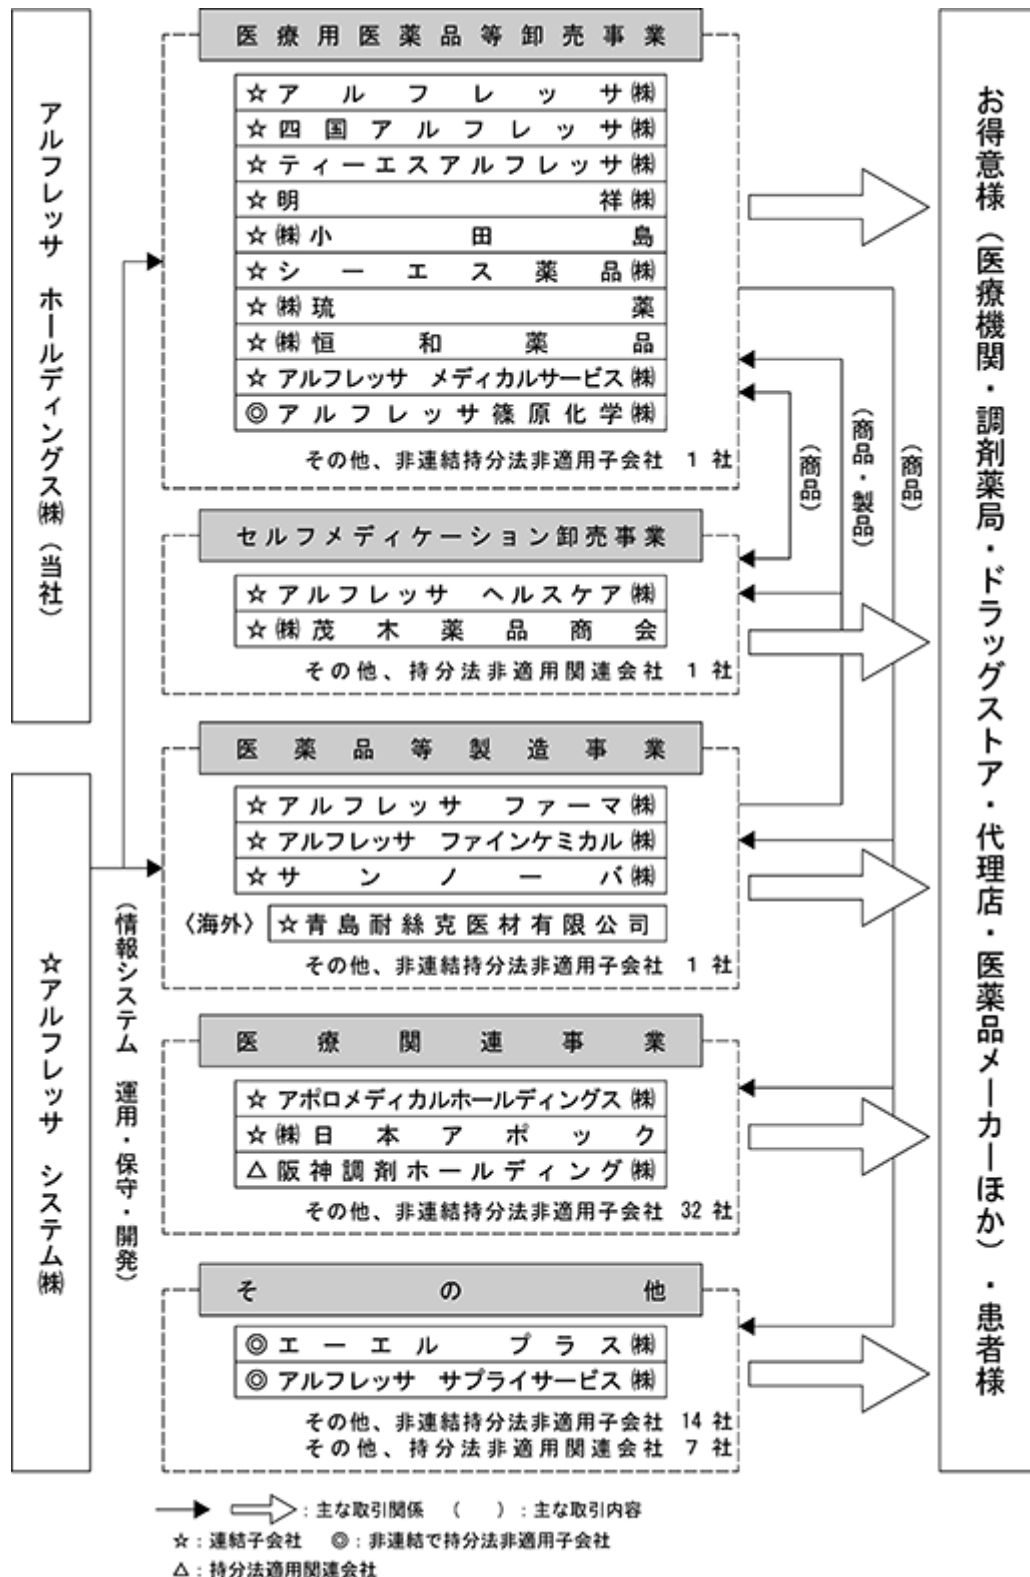 アルフレッサ ホールディングス㈱（当社）
☆アルフレッサ システム㈱
（情報システム 運用・保守・開発）
医療用医薬品等卸売事業
☆アルフレッサ㈱
☆四国アルフレッサ㈱
☆ティーエスアルフレッサ㈱
☆明祥㈱
☆㈱小田島
☆シーエス薬品㈱
☆㈱琉薬
☆㈱恒和薬品
☆アルフレッサ メディカルサービス㈱
◎アルフレッサ篠原化学㈱
その他、非連結持分法非適用子会社 1 社
セルフメディケーション卸売事業
☆アルフレッサ ヘルスケア㈱
☆㈱茂木薬品商会
その他、持分法非適用関連会社 1 社
医薬品等製造事業
☆アルフレッサ ファーマ㈱
☆アルフレッサ ファインケミカル㈱
☆サンノーバ㈱
〈海外〉☆青島耐絲克医材有限公司
その他、非連結持分法非適用子会社 1 社
医療関連事業
☆アポロメディカルホールディングス㈱
☆㈱日本アポック
△阪神調剤ホールディング㈱
その他、非連結持分法非適用子会社 32 社
その他
◎エーエル プラス㈱
◎アルフレッサ サプライサービス㈱
その他、非連結持分法非適用子会社 14 社
その他、持分法非適用関連会社 7 社
（商品）
（商品・製品）
（商品）
お得意様（医療機関・調剤薬局・ドラッグストア・代理店・医薬品メーカーほか）・患者様
：主な取引関係 （ ）：主な取引内容
☆：連結子会社 ◎：非連結で持分法非適用子会社
△：持分法適用関連会社